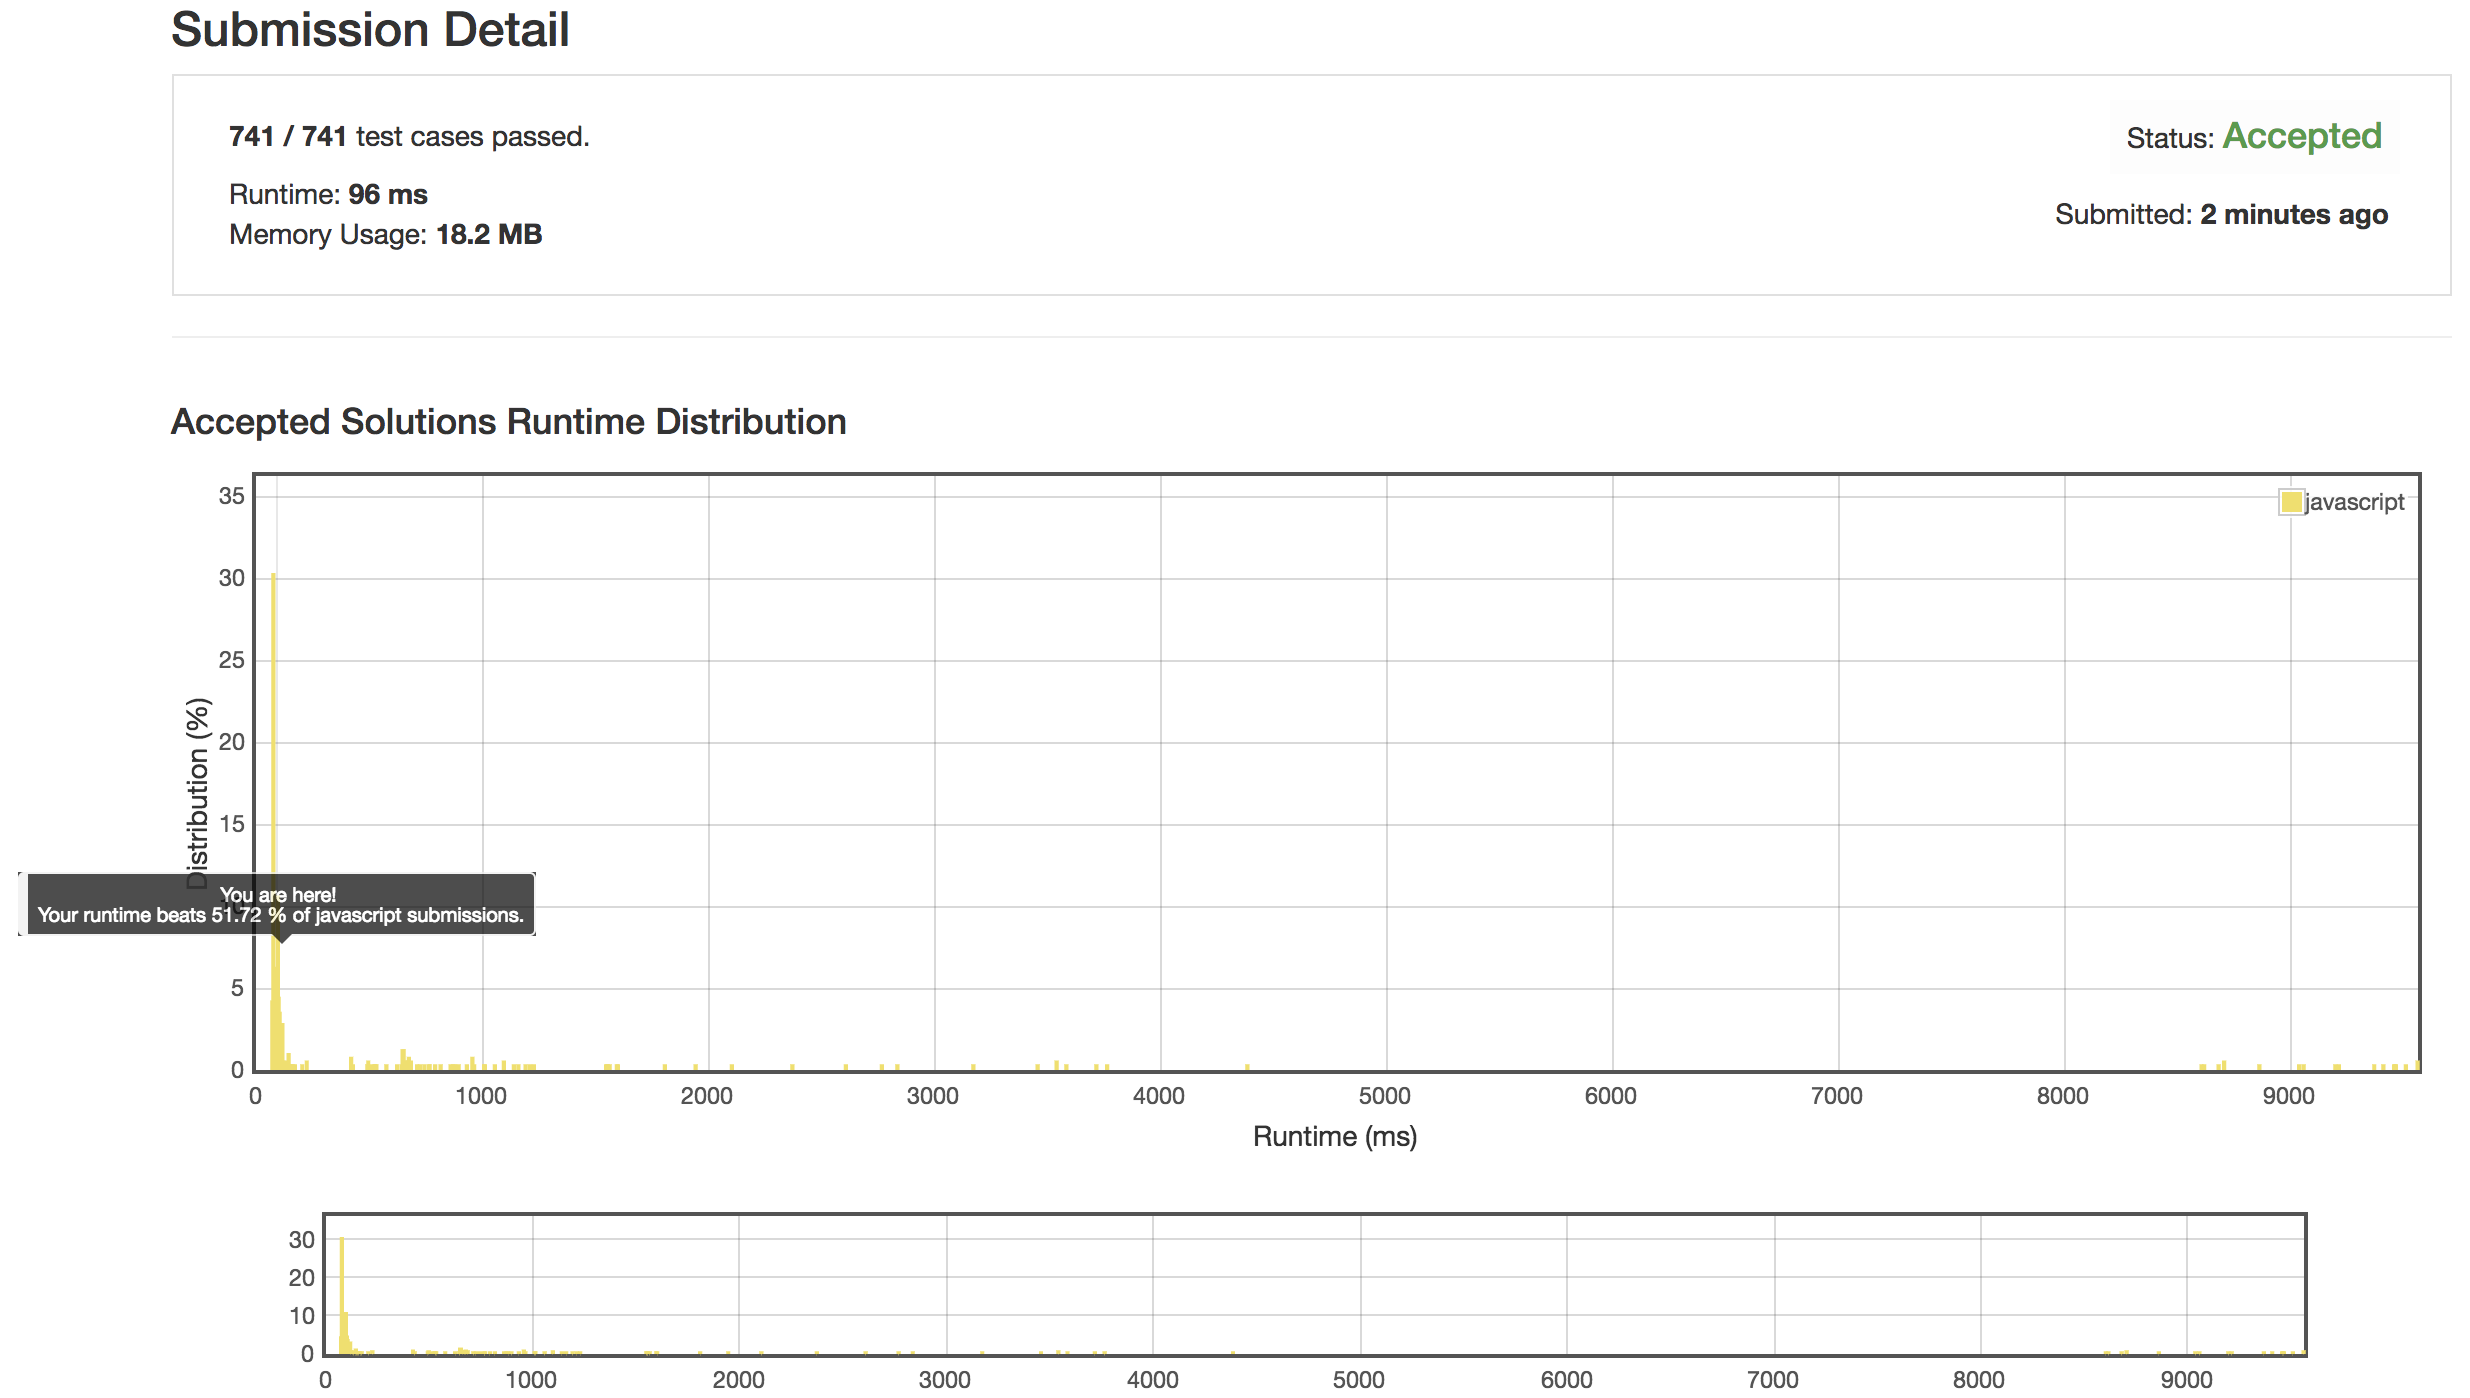 Submission Detail
741 / 741 test cases passed.
Status: Accepted
Runtime: 96 ms
Submitted: 2 minutes ago
Memory Usage: 18.2 MB
Accepted Solutions Runtime Distribution
35
javascript
30
25
20
15
10
5
0
Distribution (%)
You are here!
Your runtime beats 51.72 % of javascript submissions.
0 1000 2000 3000 4000 5000 6000 7000 8000 9000
Runtime (ms)
30
20
10
0
0 1000 2000 3000 4000 5000 6000 7000 8000 9000